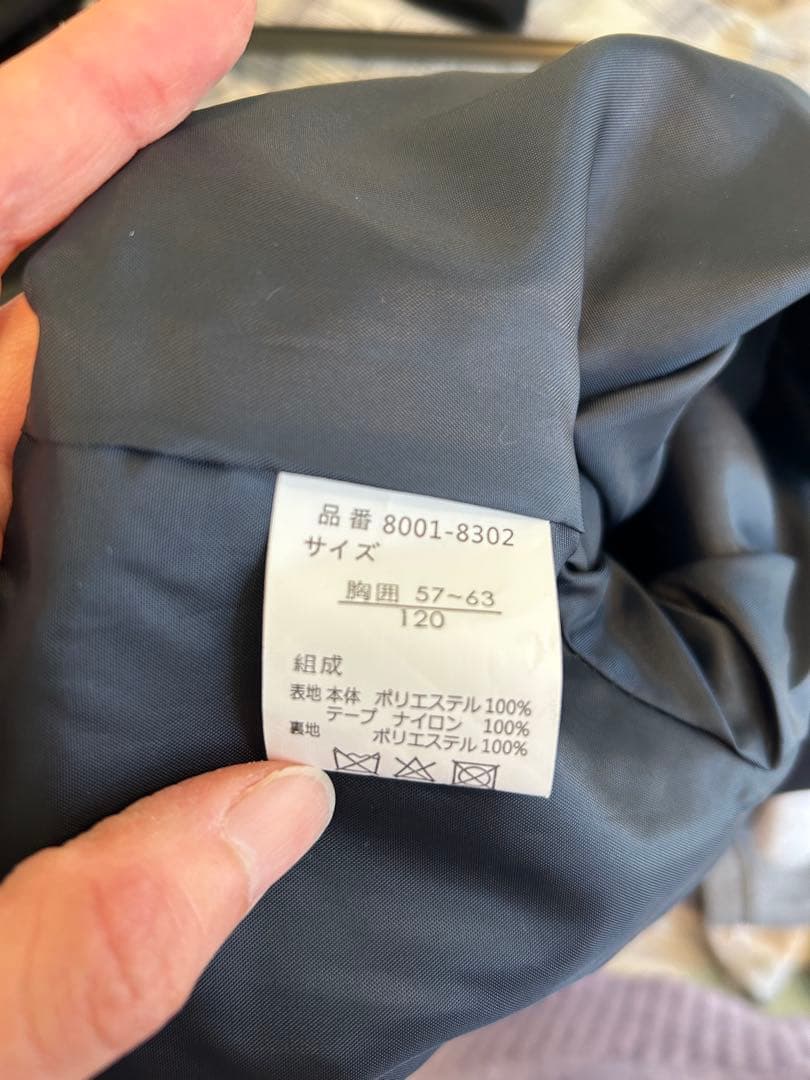 品番 8001-8302
サイズ
胸囲 57~63
120
組成
表地 本体 ポリエステル 100%
テープ ナイロン 100%
裏地 ポリエステル 100%